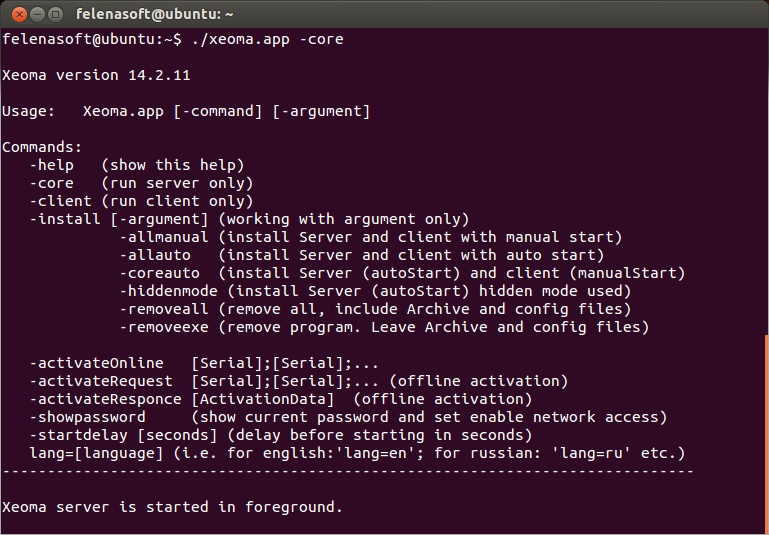 felenasoft@ubuntu: ~
felenasoft@ubuntu:~$ ./xeoma.app -core
Xeoma version 14.2.11
Usage:   Xeoma.app [-command] [-argument]
Commands:
   -help   (show this help)
   -core   (run server only)
   -client (run client only)
   -install [-argument] (working with argument only)
             -allmanual (install Server and client with manual start)
             -allauto   (install Server and client with auto start)
             -coreauto  (install Server (autoStart) and client (manualStart)
             -hiddenmode (install Server (autoStart) hidden mode used)
             -removeall (remove all, include Archive and config files)
             -removeexe (remove program. Leave Archive and config files)
   -activateOnline   [Serial];[Serial];...
   -activateRequest  [Serial];[Serial];... (offline activation)
   -activateResponce [ActivationData]  (offline activation)
   -showpassword     (show current password and set enable network access)
   -startdelay [seconds] (delay before starting in seconds)
   lang=[language] (i.e. for english:'lang=en'; for russian: 'lang=ru' etc.)
-----------------------------------------------------------------------------
Xeoma server is started in foreground.